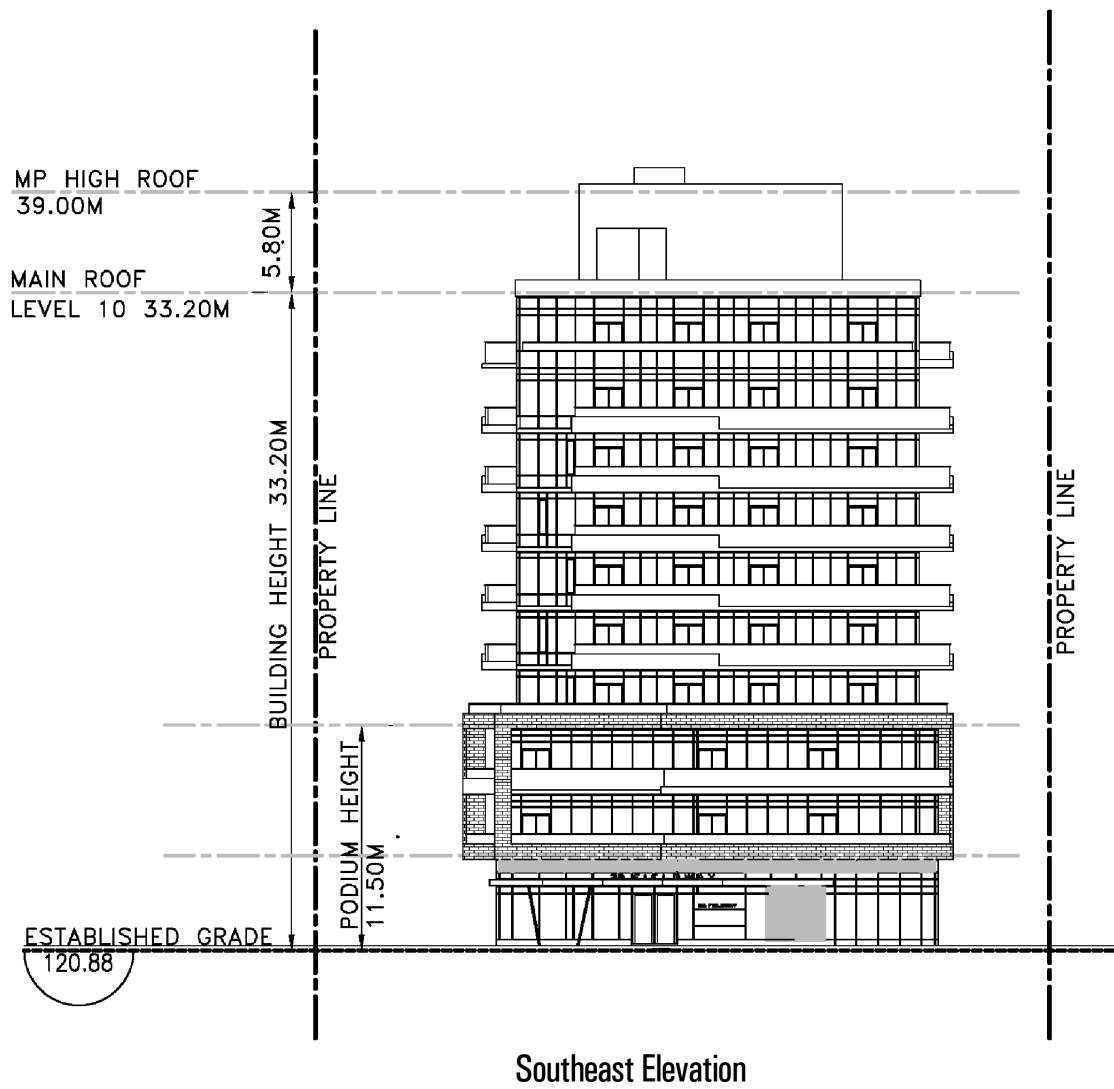 MP HIGH ROOF
39.00M
5.80M
MAIN ROOF
LEVEL 10 33.20M
BUILDING HEIGHT 33.20M
PROPERTY LINE
PROPERTY LINE
PODIUM HEIGHT
11.50M
ESTABLISHED GRADE
120.88
Southeast Elevation